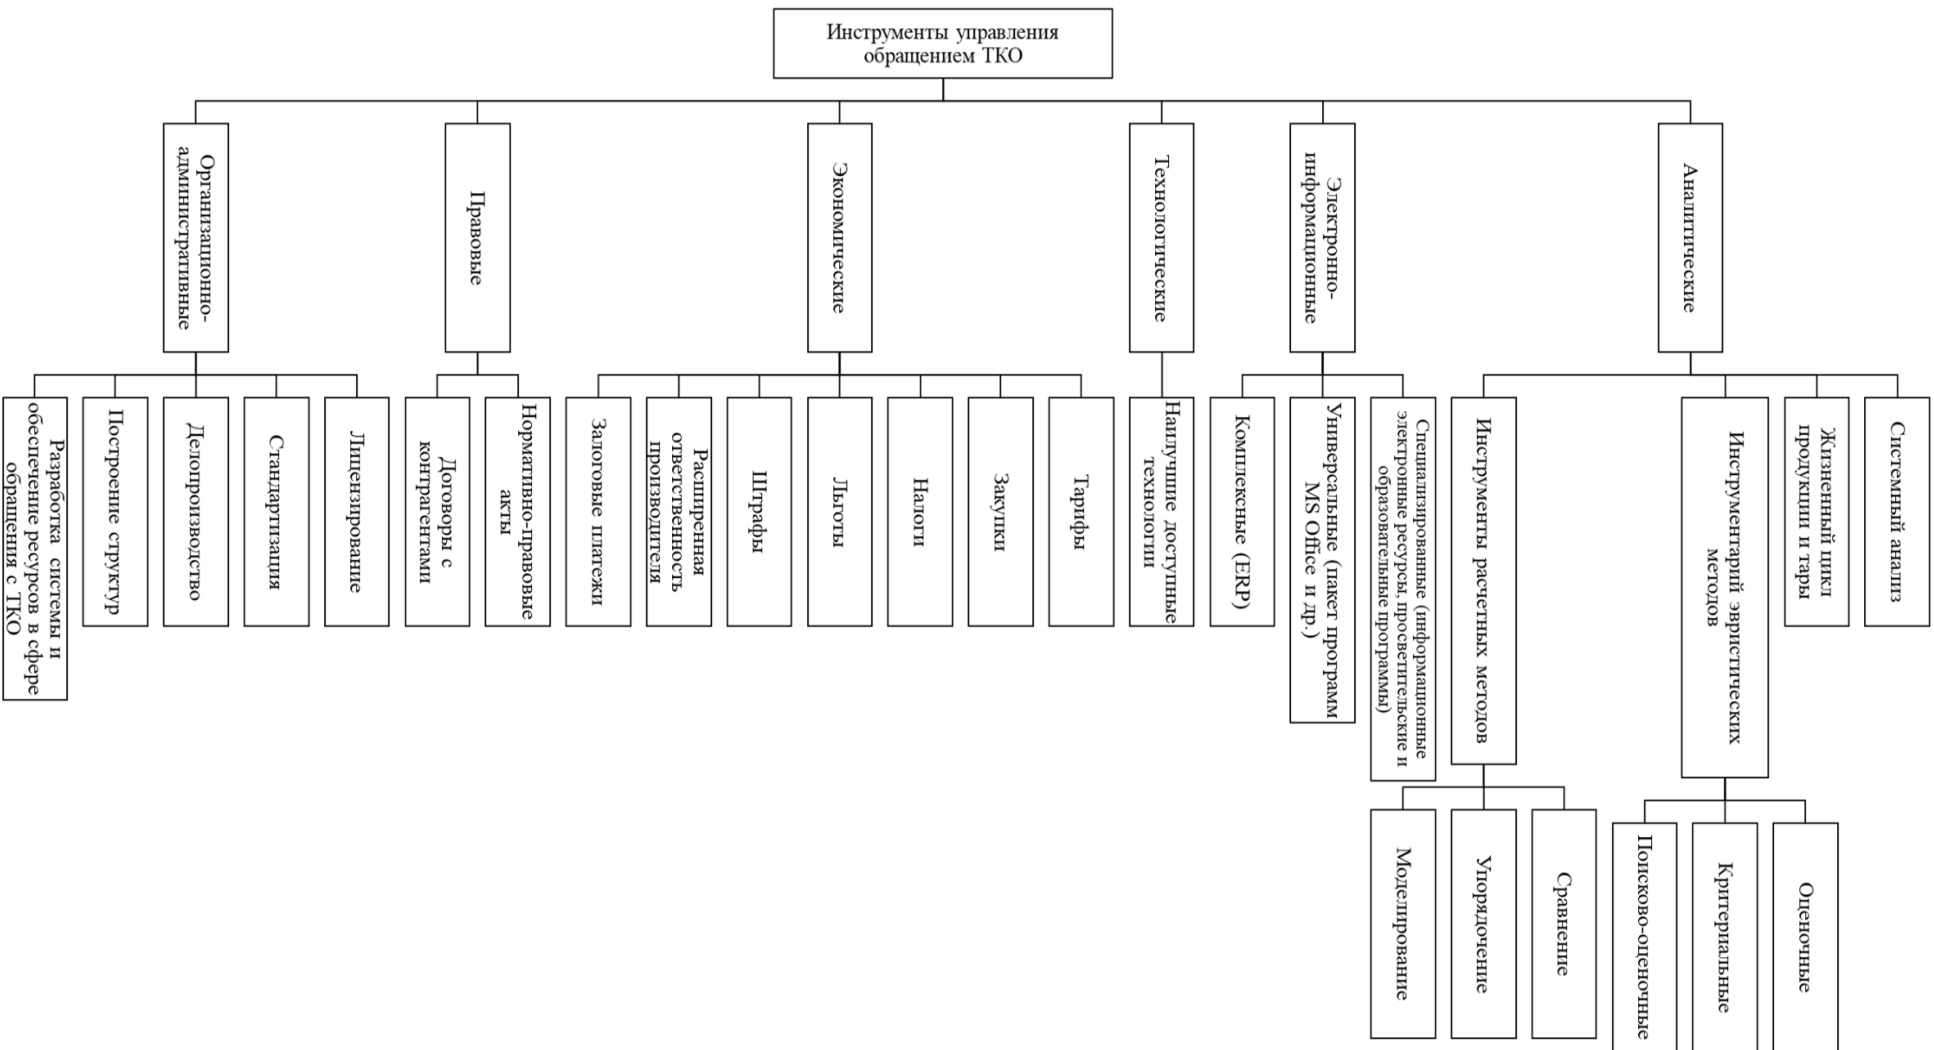 Инструменты управления
обращением ТКО
Организационно-
административные
Правовые
Экономические
Технологические
Электронно-
информационные
Аналитические
Разработка системы и
обеспечение ресурсов в сфере
обращения с ТКО
Построение структур
Делопроизводство
Стандартизация
Лицензирование
Договоры с
контрагентами
Нормативно-правовые
акты
Залоговые платежи
Расширенная
ответственность
производителя
Штрафы
Льготы
Налоги
Закупки
Тарифы
Наилучшие доступные
технологии
Комплексные (ERP)
Универсальные (пакет программ
MS Office и др.)
Специализированные (информационные
электронные ресурсы, просветительские и
образовательные программы)
Инструменты расчетных методов
Инструментарий эвристических
методов
Жизненный цикл
продукции и тары
Системный анализ
Моделирование
Упорядочение
Сравнение
Поисково-оценочные
Критериальные
Оценочные